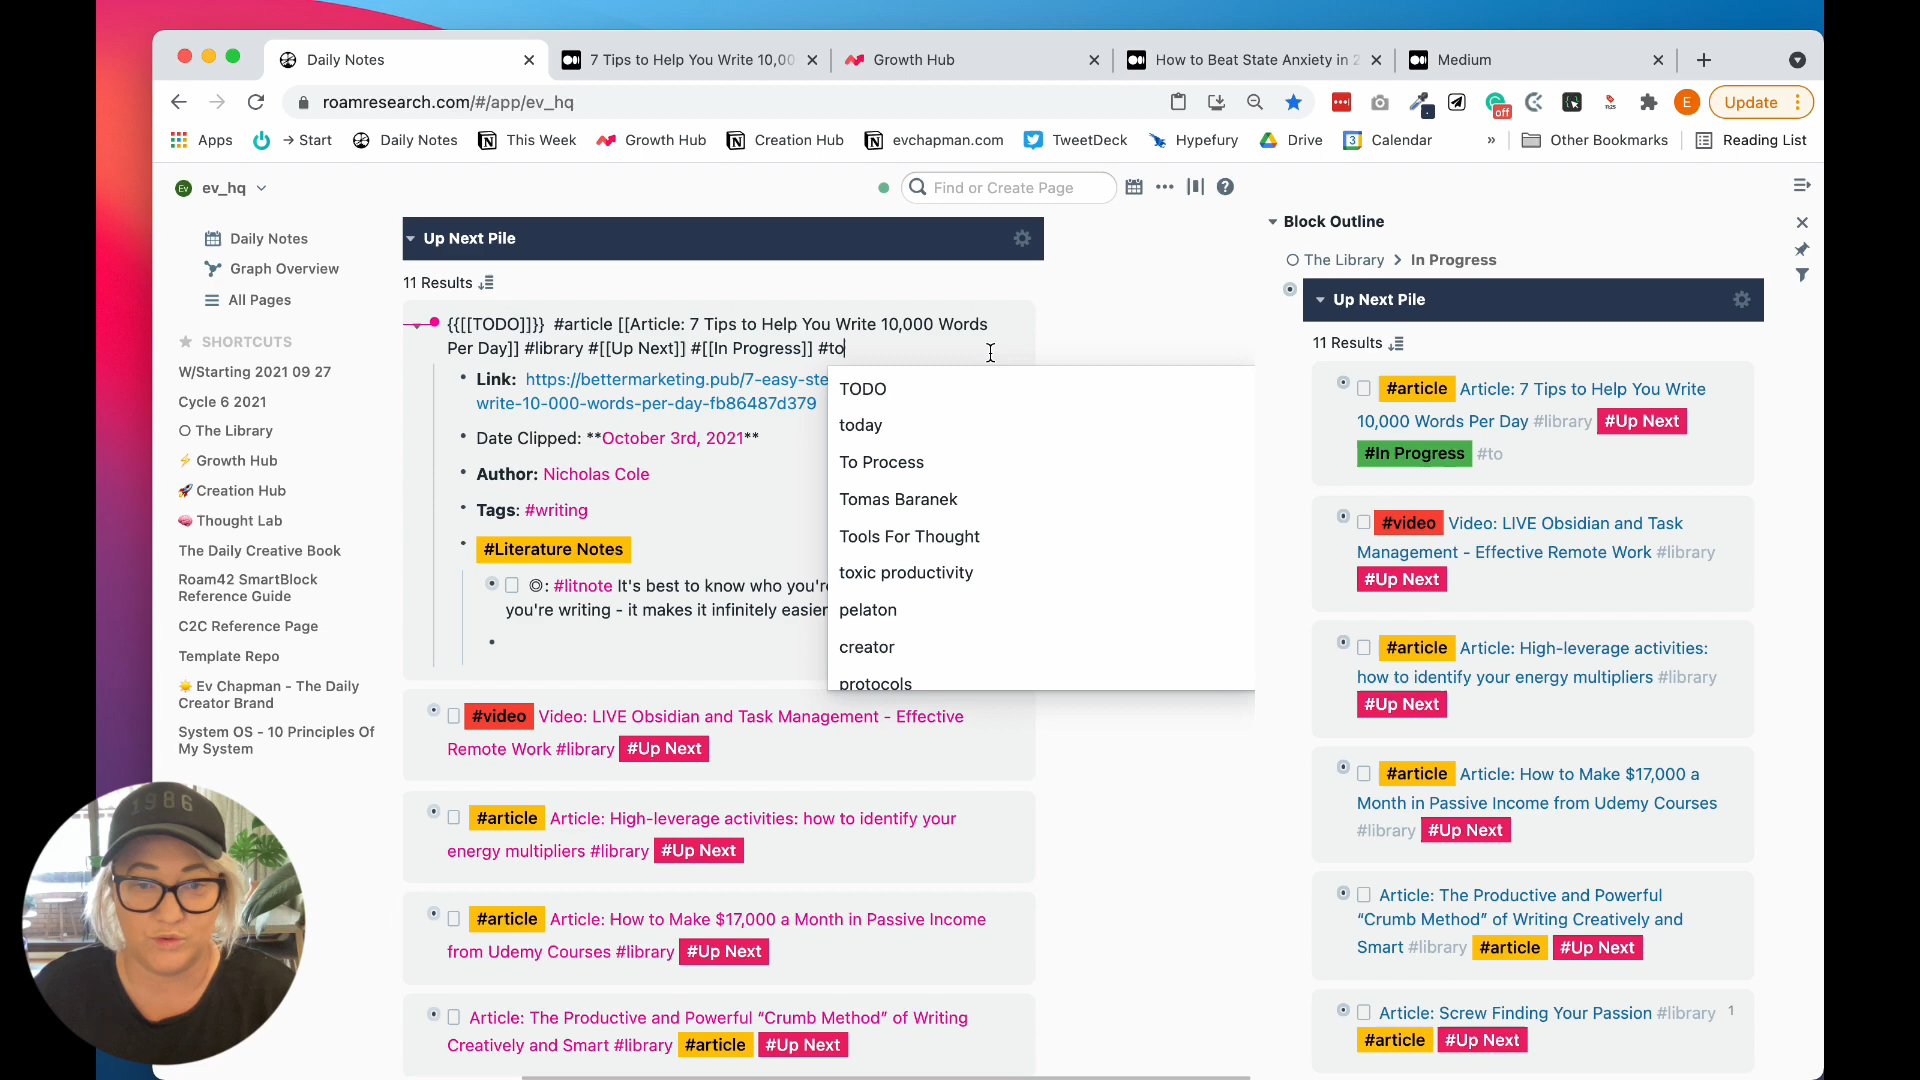 Daily Notes
7 Tips to Help You Write 10,00
Growth Hub
How to Beat State Anxiety in 2
Medium
roamresearch.com/#/app/ev_hq
off
E
Update
Apps
→ Start
Daily Notes
This Week
Growth Hub
Creation Hub
evchapman.com
TweetDeck
Hypefury
Drive
3
Calendar
»
Other Bookmarks
Reading List
Ev
ev_hq
Find or Create Page
Daily Notes
Graph Overview
All Pages
SHORTCUTS
W/Starting 2021 09 27
Cycle 6 2021
The Library
Growth Hub
Creation Hub
Thought Lab
The Daily Creative Book
Roam42 SmartBlock
Reference Guide
C2C Reference Page
Template Repo
Ev Chapman - The Daily
Creator Brand
System OS - 10 Principles Of
My System
1986
Up Next Pile
11 Results
{{[[TODO]]}} #article [[Article: 7 Tips to Help You Write 10,000 Words
Per Day]] #library #[[Up Next]] #[[In Progress]] #to
Link: https://bettermarketing.pub/7-easy-ste
write-10-000-words-per-day-fb86487d379
Date Clipped: **October 3rd, 2021**
Author: Nicholas Cole
Tags: #writing
#Literature Notes
: #litnote It's best to know who you're
you're writing - it makes it infinitely easier
TODO
today
To Process
Tomas Baranek
Tools For Thought
toxic productivity
pelaton
creator
protocols
#video Video: LIVE Obsidian and Task Management - Effective
Remote Work #library #Up Next
#article Article: High-leverage activities: how to identify your
energy multipliers #library #Up Next
#article Article: How to Make $17,000 a Month in Passive Income
from Udemy Courses #library #Up Next
Article: The Productive and Powerful “Crumb Method” of Writing
Creatively and Smart #library #article #Up Next
Block Outline
The Library > In Progress
Up Next Pile
11 Results
#article Article: 7 Tips to Help You Write
10,000 Words Per Day #library #Up Next
#In Progress #to
#video Video: LIVE Obsidian and Task
Management - Effective Remote Work #library
#Up Next
#article Article: High-leverage activities:
how to identify your energy multipliers #library
#Up Next
#article Article: How to Make $17,000 a
Month in Passive Income from Udemy Courses
#library #Up Next
Article: The Productive and Powerful
“Crumb Method” of Writing Creatively and
Smart #library #article #Up Next
Article: Screw Finding Your Passion #library 1
#article #Up Next